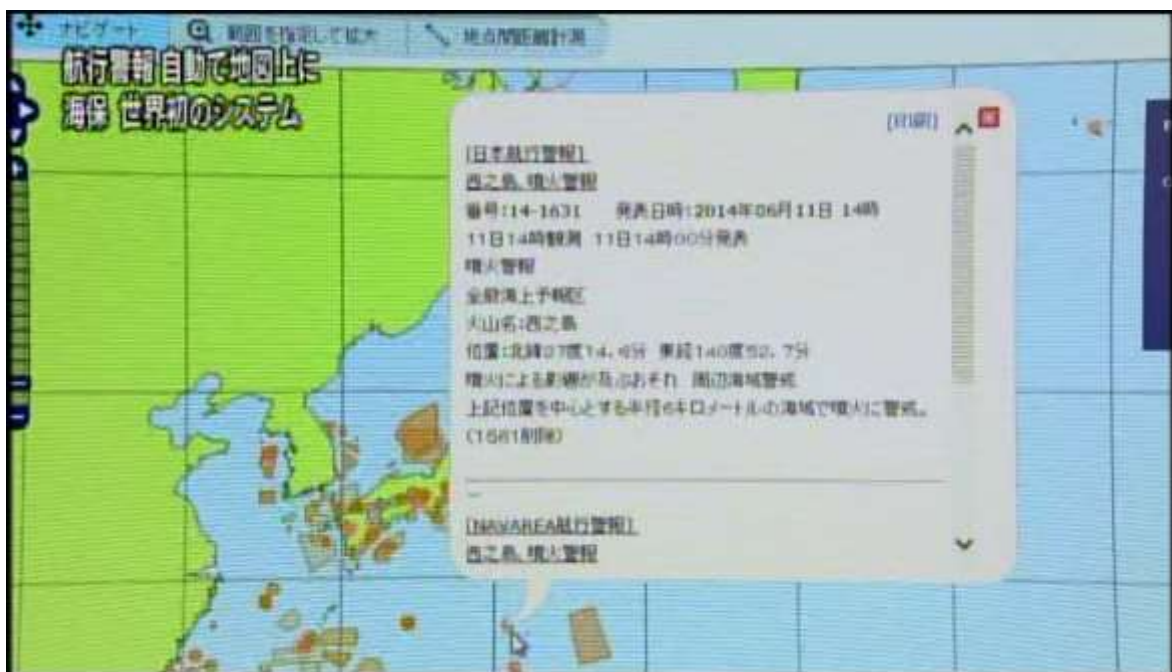 ナビゲート 範囲を指定して拡大 地点間距離計測
航行警報 自動で地図上に
海保 世界初のシステム
[印刷]
[日本航行警報]
西之島、噴火警報
番号:14-1631 発表日時:2014年06月11日 14時
11日14時観測 11日14時00分発表
噴火警報
全般海上予報区
火山名:西之島
位置:北緯27度14.6分 東経140度52.7分
噴火による影響が及ぶおそれ 周辺海域警戒
上記位置を中心とする半径6キロメートルの海域で噴火に警戒。
(1561削除)
[NAVAREA航行警報]
西之島、噴火警報